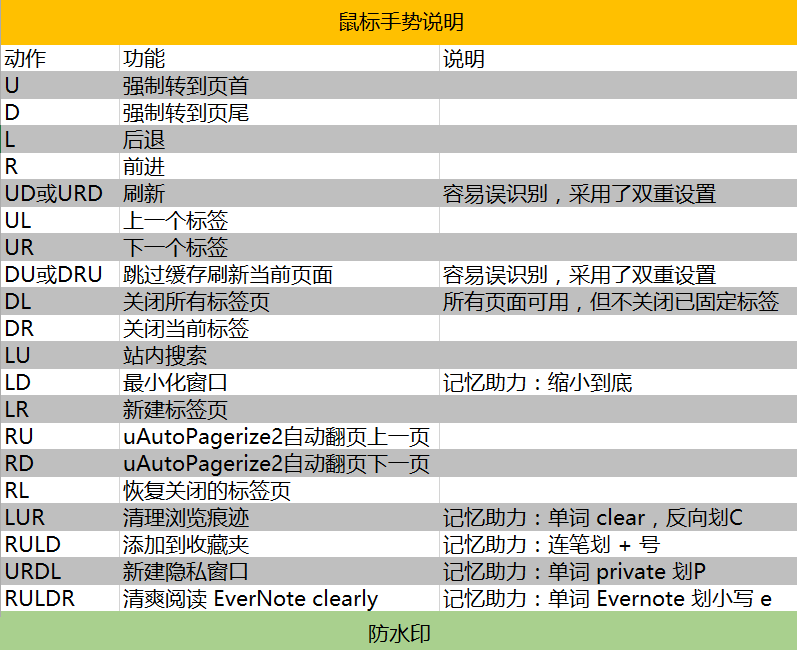 鼠标手势说明
动作 功能 说明
U 强制转到页首
D 强制转到页尾
L 后退
R 前进
UD或URD 刷新 容易误识别，采用了双重设置
UL 上一个标签
UR 下一个标签
DU或DRU 跳过缓存刷新当前页面 容易误识别，采用了双重设置
DL 关闭所有标签页 所有页面可用，但不关闭已固定标签
DR 关闭当前标签
LU 站内搜索
LD 最小化窗口 记忆助力：缩小到底
LR 新建标签页
RU uAutoPagerize2自动翻页上一页
RD uAutoPagerize2自动翻页下一页
RL 恢复关闭的标签页
LUR 清理浏览痕迹 记忆助力：单词 clear，反向划C
RULD 添加到收藏夹 记忆助力：连笔划 + 号
URDL 新建隐私窗口 记忆助力：单词 private 划P
RULDR 清爽阅读 EverNote clearly 记忆助力：单词 Evernote 划小写 e
防水印